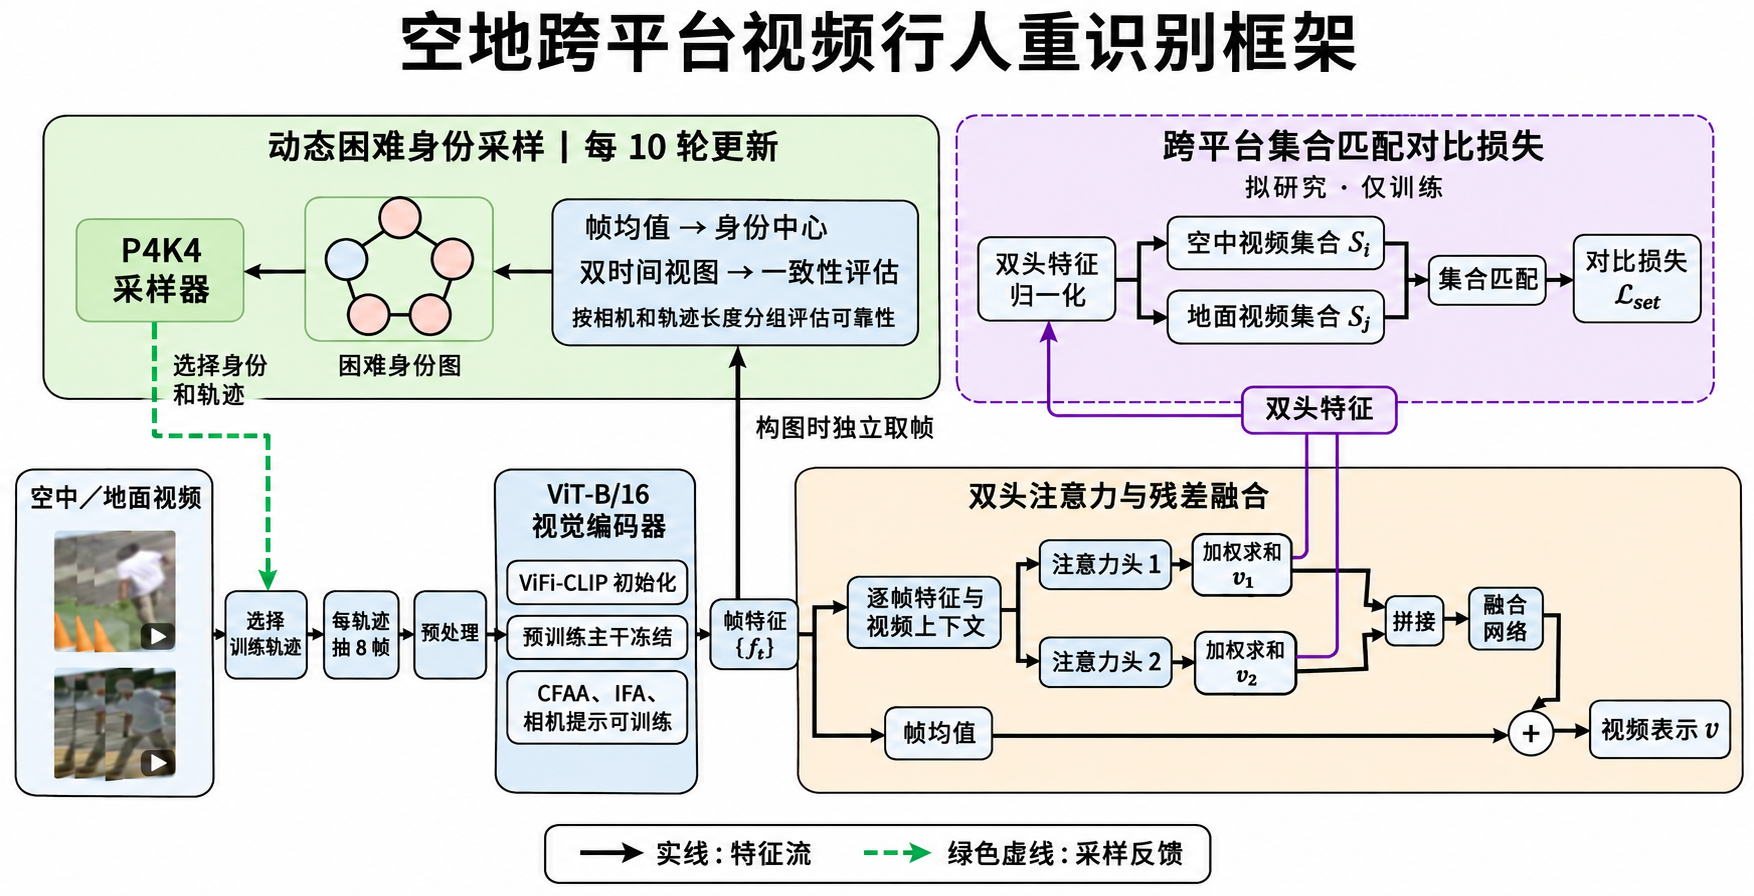 空地跨平台视频行人重识别框架
动态困难身份采样 | 每 10 轮更新
P4K4
采样器
困难身份图
帧均值 → 身份中心
双时间视图 → 一致性评估
按相机和轨迹长度分组评估可靠性
选择身份
和轨迹
构图时独立取帧
跨平台集合匹配对比损失
拟研究 · 仅训练
双头特征
归一化
空中视频集合 S_i
地面视频集合 S_j
集合匹配
对比损失
ℒ_set
双头特征
空中／地面视频
选择
训练轨迹
每轨迹
抽 8 帧
预处理
ViT-B/16
视觉编码器
ViFi-CLIP 初始化
预训练主干冻结
CFAA、IFA、
相机提示可训练
帧特征
{f_t}
双头注意力与残差融合
逐帧特征与
视频上下文
注意力头 1
加权求和
v₁
注意力头 2
加权求和
v₂
拼接
融合
网络
帧均值
+
视频表示 v
实线：特征流
绿色虚线：采样反馈